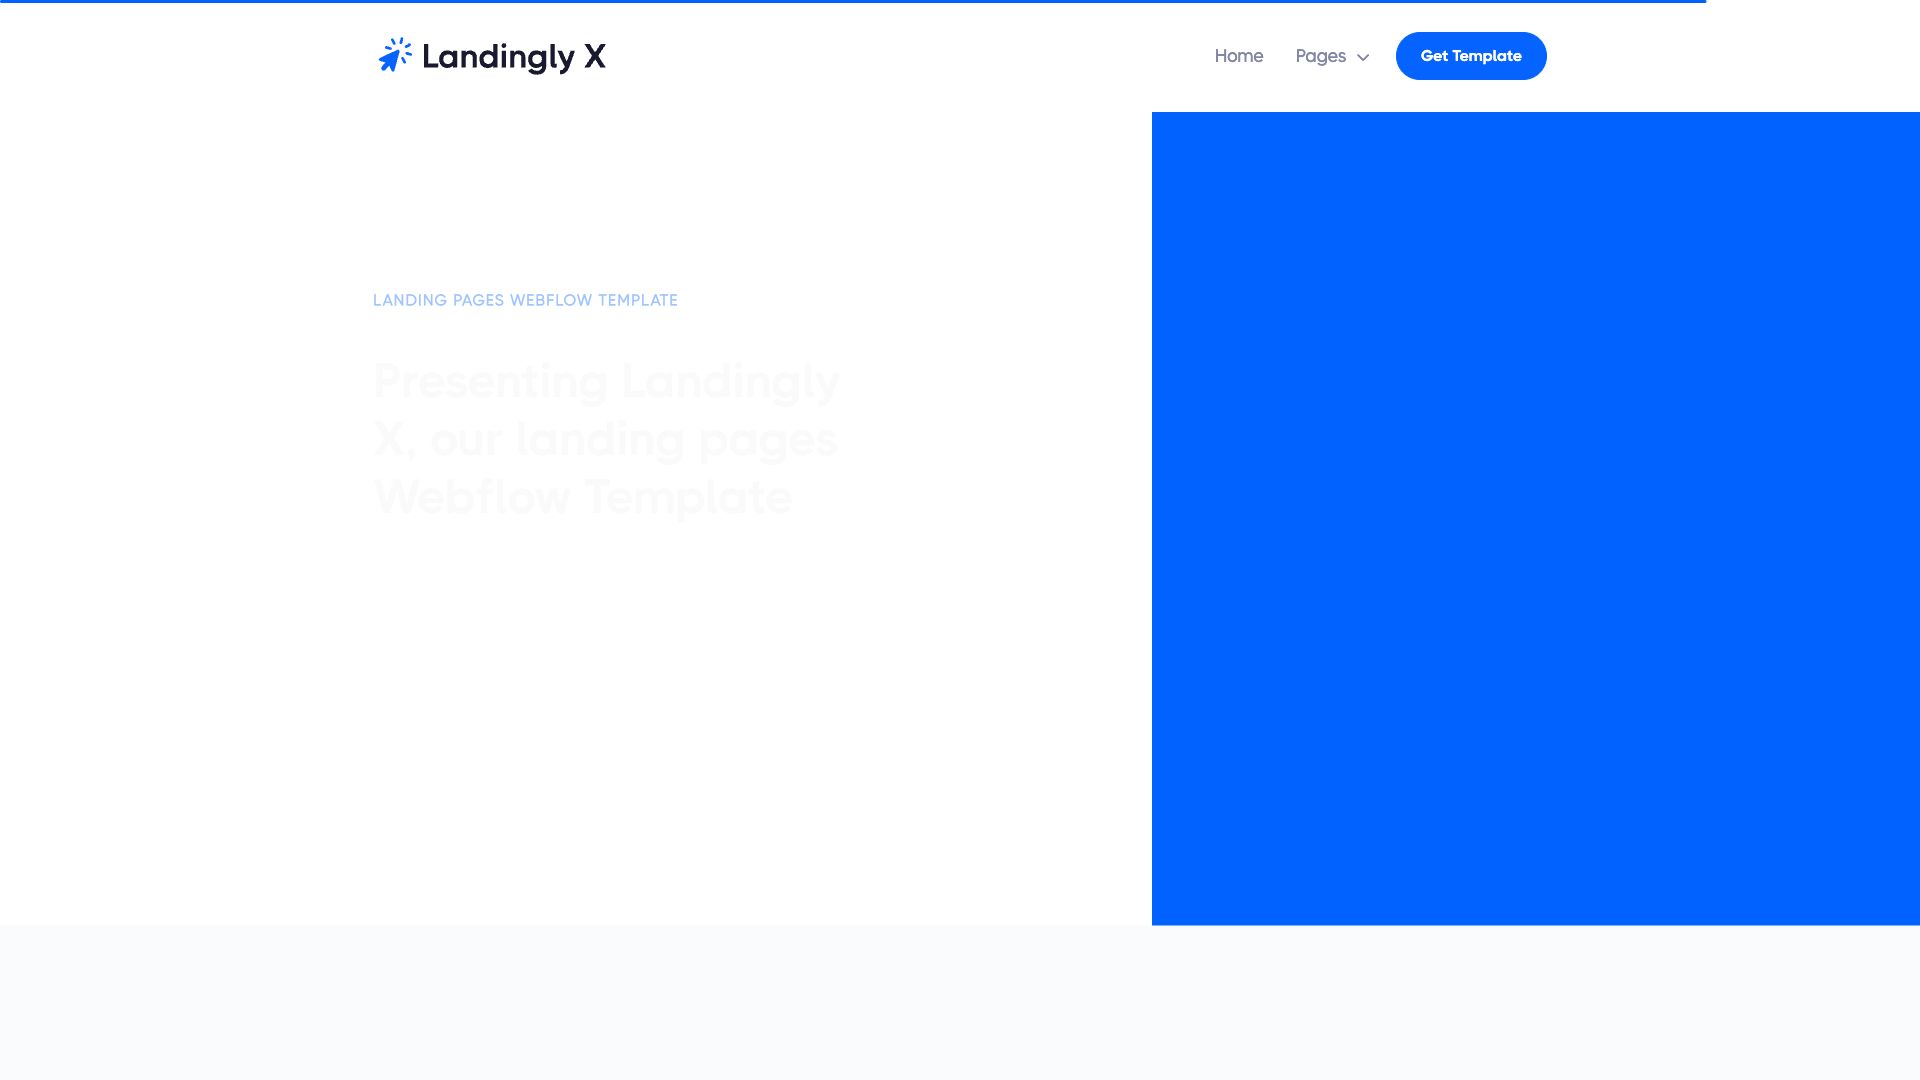 Landingly X
Home
Pages
Get Template
LANDING PAGES WEBFLOW TEMPLATE
Presenting Landingly
X, our landing pages
Webflow Template